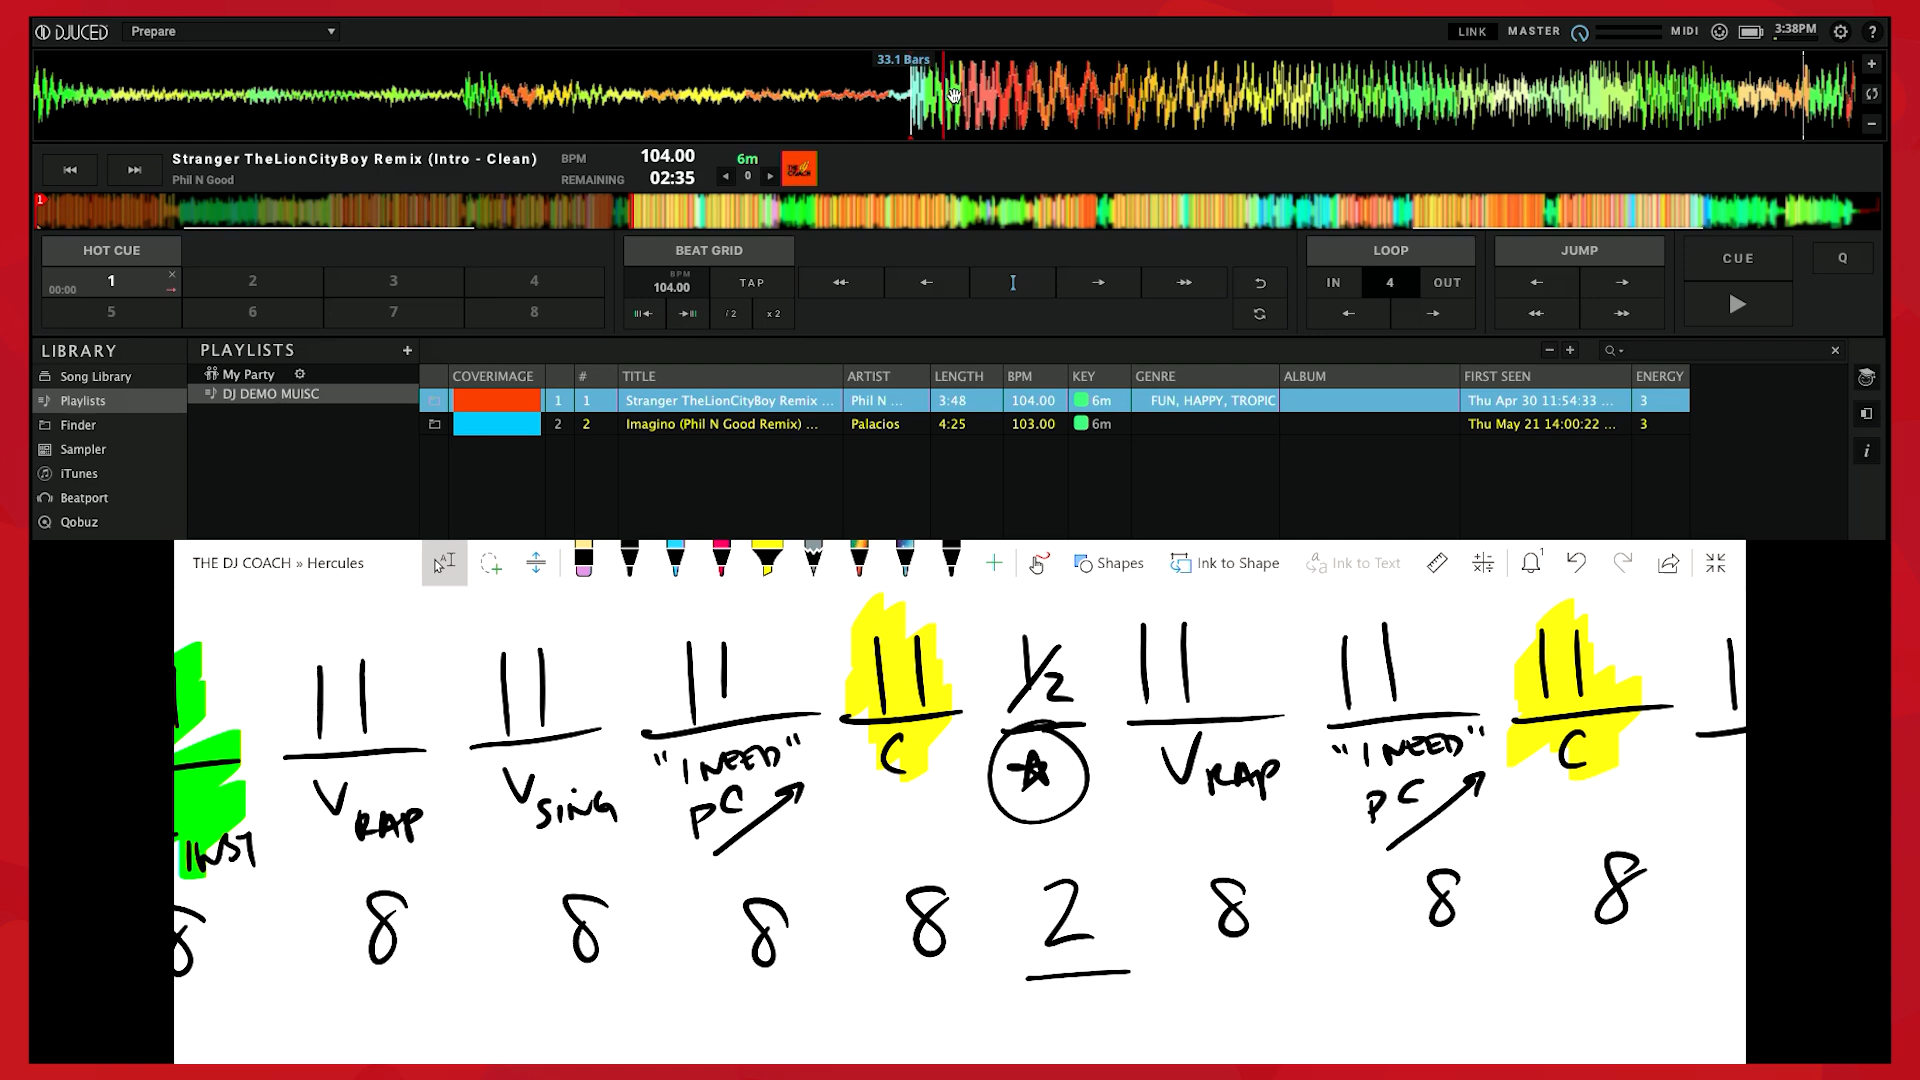 DJUCED Prepare LINK MASTER MIDI 3:38PM ?
33.1 Bars
Stranger TheLionCityBoy Remix (Intro - Clean) BPM 104.00 6m
Phil N Good REMAINING 02:35 0
1
HOT CUE BEAT GRID LOOP JUMP CUE Q
1 2 3 4 BPM 104.00 TAP IN 4 OUT
00:00
5 6 7 8 x 2
LIBRARY PLAYLISTS +
Song Library My Party COVERIMAGE # TITLE ARTIST LENGTH BPM KEY GENRE ALBUM FIRST SEEN ENERGY
Playlists DJ DEMO MUISC 1 1 Stranger TheLionCityBoy Remix ... Phil N ... 3:48 104.00 6m FUN, HAPPY, TROPIC Thu Apr 30 11:54:33 ... 3
Finder 2 2 Imagino (Phil N Good Remix) ... Palacios 4:25 103.00 6m Thu May 21 14:00:22 ... 3
Sampler
iTunes
Beatport
Qobuz
THE DJ COACH » Hercules Shapes Ink to Shape Ink to Text 1
1/2
INST V RAP V SING "I NEED" PC C V RAP "I NEED" PC C
8 8 8 8 8 2 8 8 8